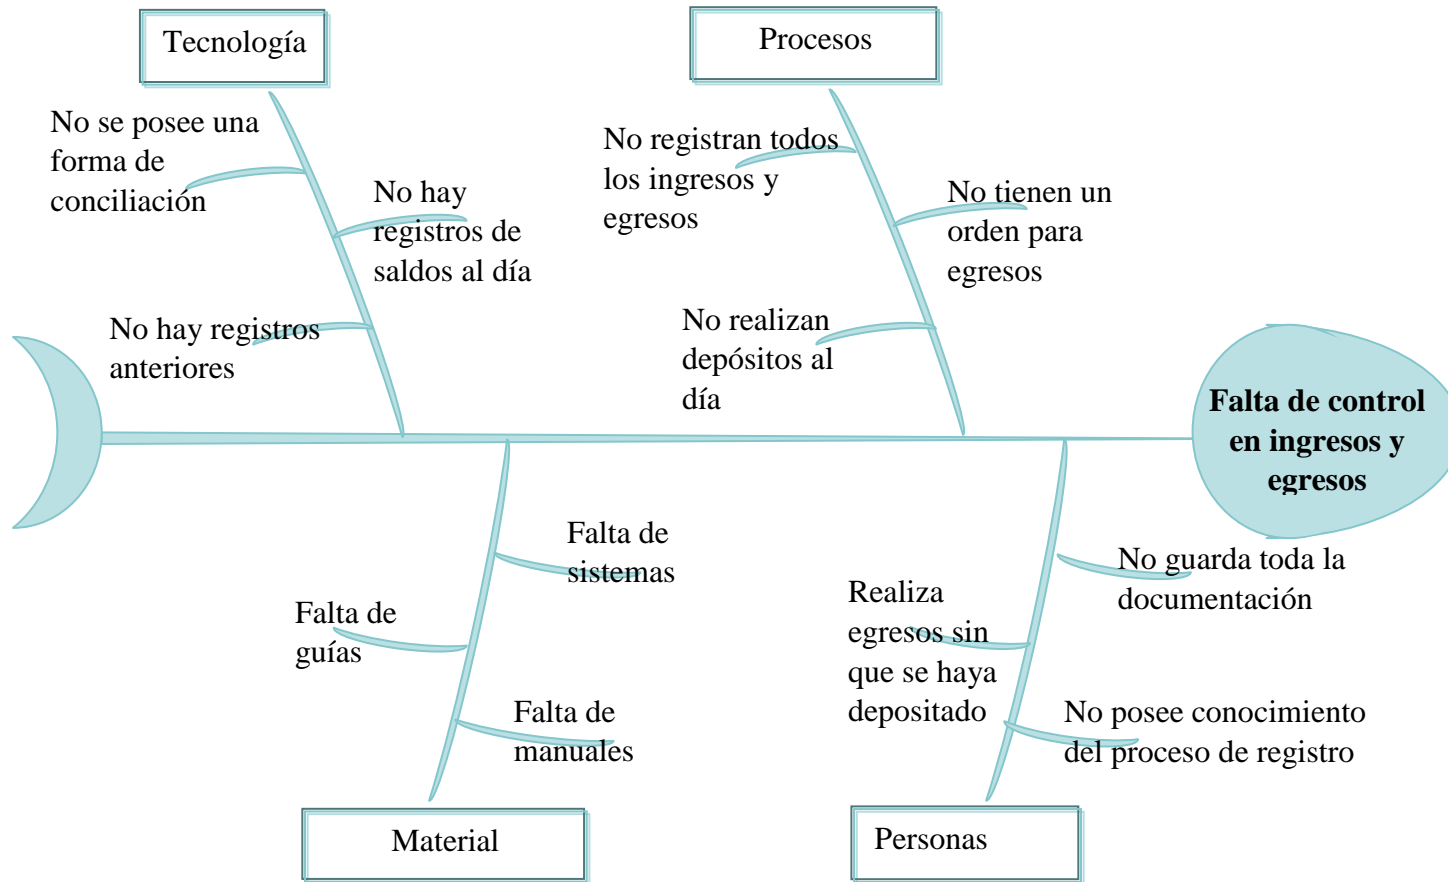 Tecnología
Procesos
No se posee una
forma de
conciliación
No hay
registros de
saldos al día
No hay registros
anteriores
No registran todos
los ingresos y
egresos
No tienen un
orden para
egresos
No realizan
depósitos al
día
Falta de control
en ingresos y
egresos
Falta de
sistemas
Falta de
guías
Falta de
manuales
No guarda toda la
documentación
Realiza
egresos sin
que se haya
depositado
No posee conocimiento
del proceso de registro
Material
Personas